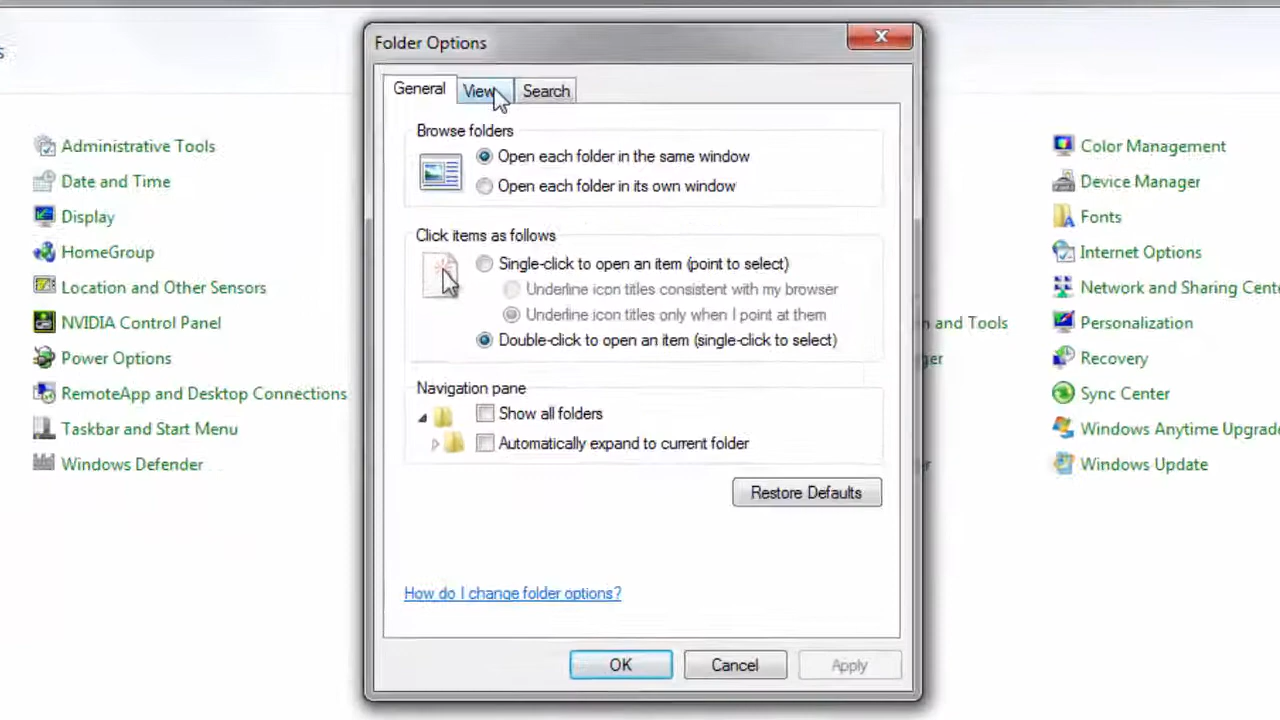 Folder Options
General
View
Search
Browse folders
Open each folder in the same window
Open each folder in its own window
Click items as follows
Single-click to open an item (point to select)
Underline icon titles consistent with my browser
Underline icon titles only when I point at them
Double-click to open an item (single-click to select)
Navigation pane
Show all folders
Automatically expand to current folder
Restore Defaults
How do I change folder options?
OK
Cancel
Apply
Administrative Tools
Date and Time
Display
HomeGroup
Location and Other Sensors
NVIDIA Control Panel
Power Options
RemoteApp and Desktop Connections
Taskbar and Start Menu
Windows Defender
and Tools
Color Management
Device Manager
Fonts
Internet Options
Network and Sharing Cent
Personalization
Recovery
Sync Center
Windows Anytime Upgrad
Windows Update